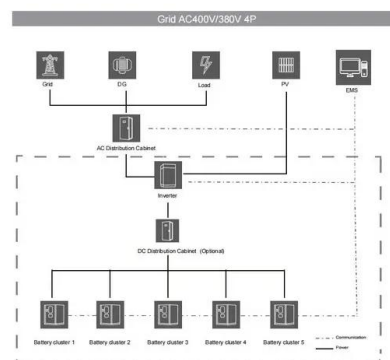 Grid AC400V/380V 4P
Grid
DG
Load
PV
EMS
AC Distribution Cabinet
Inverter
DC Distribution Cabinet (Optional)
Battery cluster 1
Battery cluster 2
Battery cluster 3
Battery cluster 4
Battery cluster 5
Communication
Power